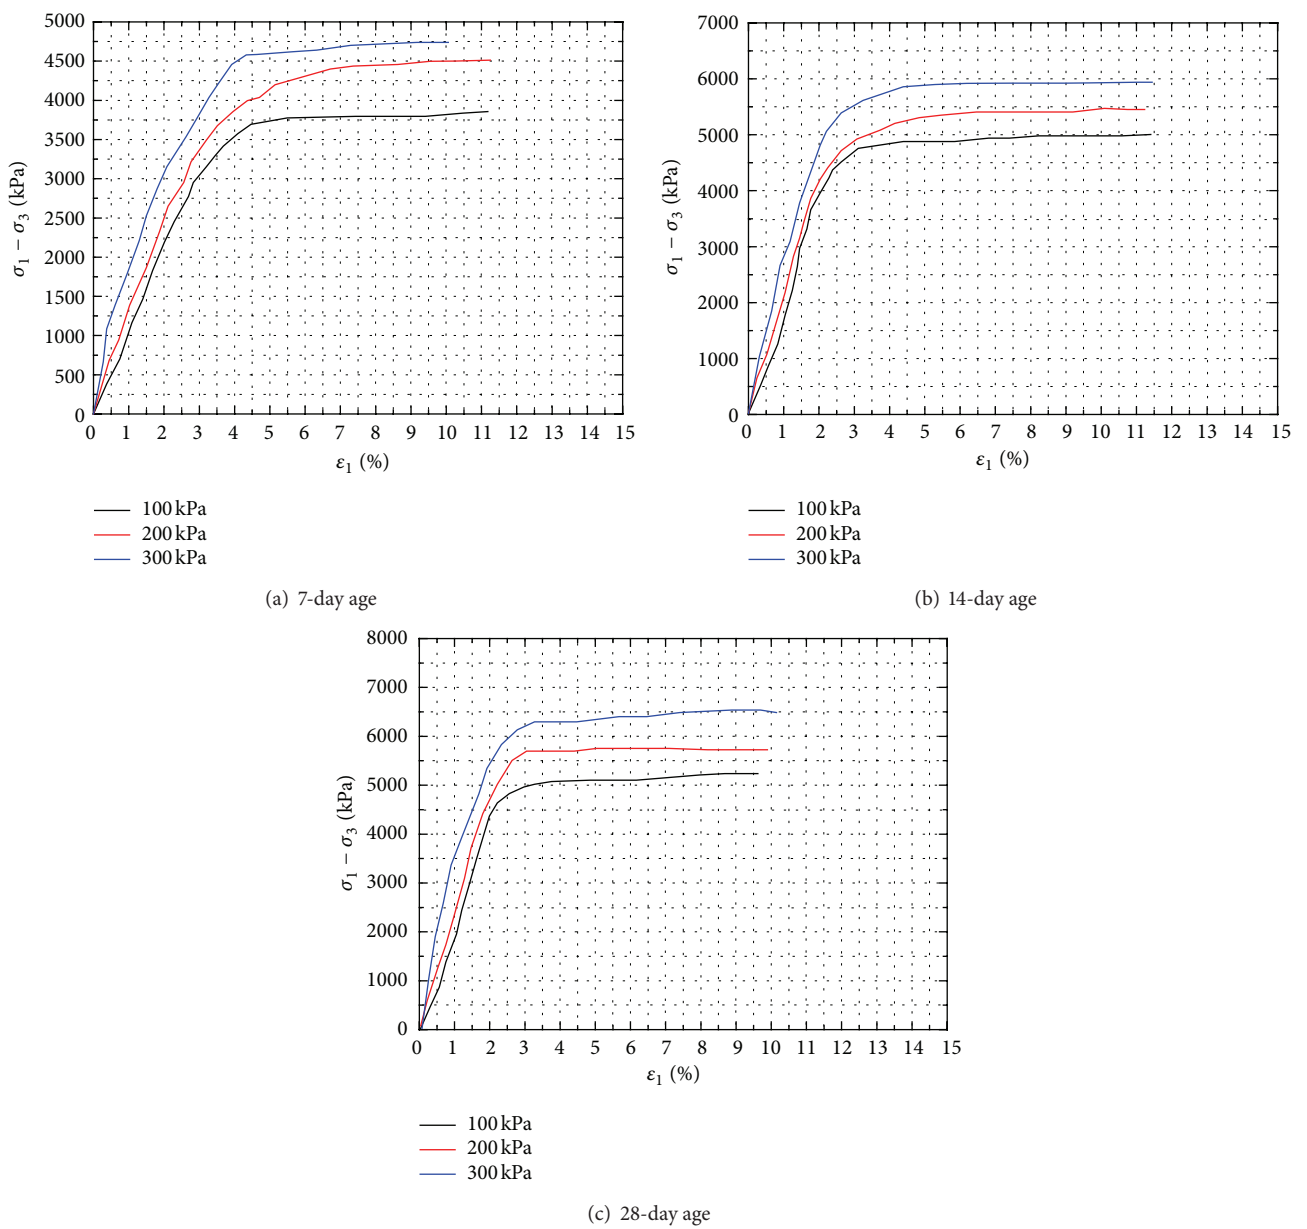 5000
4500
4000
3500
3000
2500
2000
1500
1000
500
0
σ1 − σ3 (kPa)
0 1 2 3 4 5 6 7 8 9 10 11 12 13 14 15
ε1 (%)
100 kPa
200 kPa
300 kPa
(a) 7-day age
7000
6000
5000
4000
3000
2000
1000
0
σ1 − σ3 (kPa)
0 1 2 3 4 5 6 7 8 9 10 11 12 13 14 15
ε1 (%)
100 kPa
200 kPa
300 kPa
(b) 14-day age
8000
7000
6000
5000
4000
3000
2000
1000
0
σ1 − σ3 (kPa)
0 1 2 3 4 5 6 7 8 9 10 11 12 13 14 15
ε1 (%)
100 kPa
200 kPa
300 kPa
(c) 28-day age